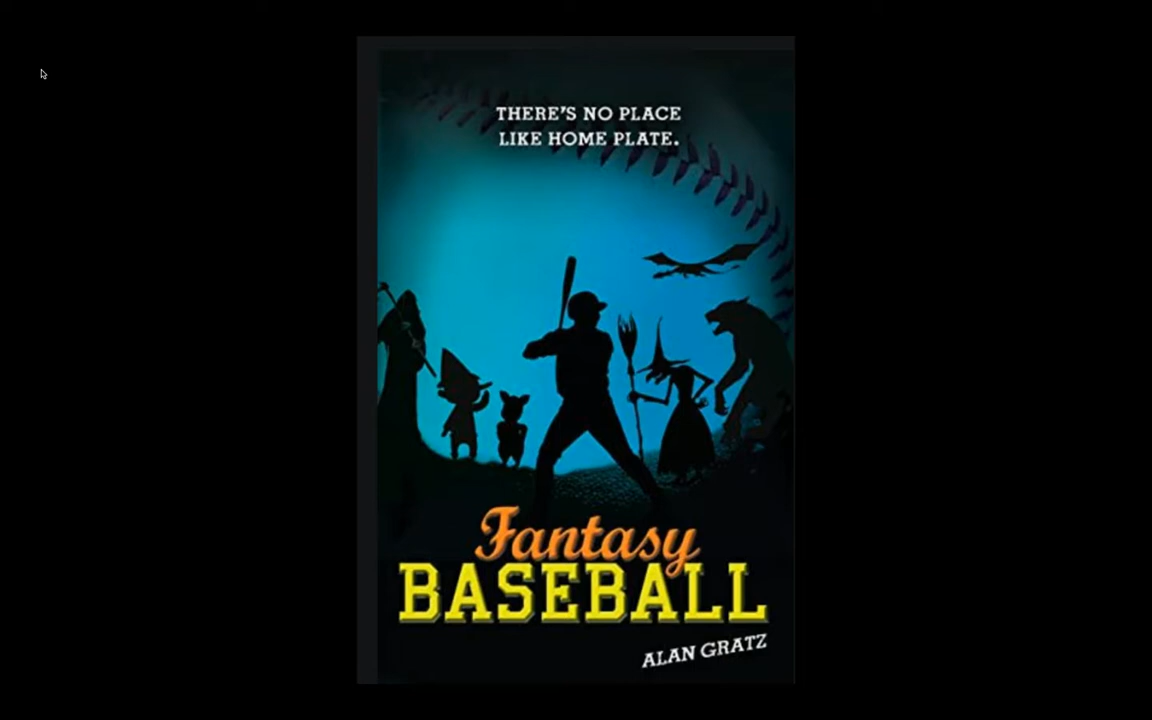 THERE'S NO PLACE
LIKE HOME PLATE.
Fantasy
BASEBALL
ALAN GRATZ